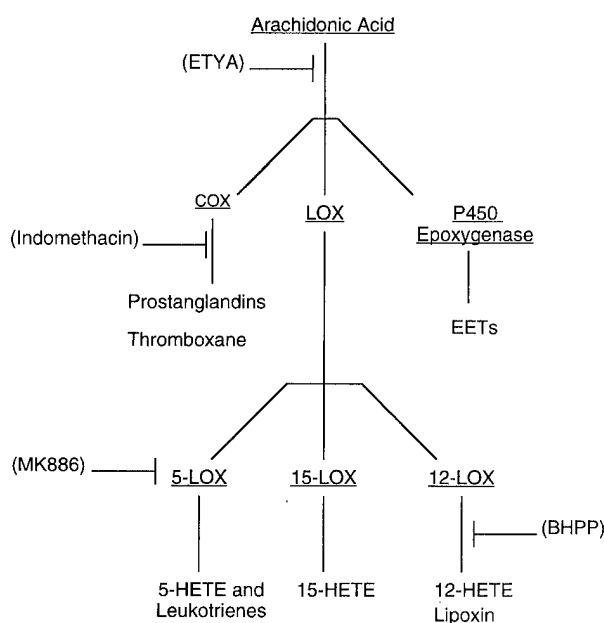 Arachidonic Acid
(ETYA)
COX
LOX
P450
Epoxygenase
(Indomethacin)
Prostanglandins
Thromboxane
EETs
(MK886)
5-LOX
15-LOX
12-LOX
(BHPP)
5-HETE and
Leukotrienes
15-HETE
12-HETE
Lipoxin